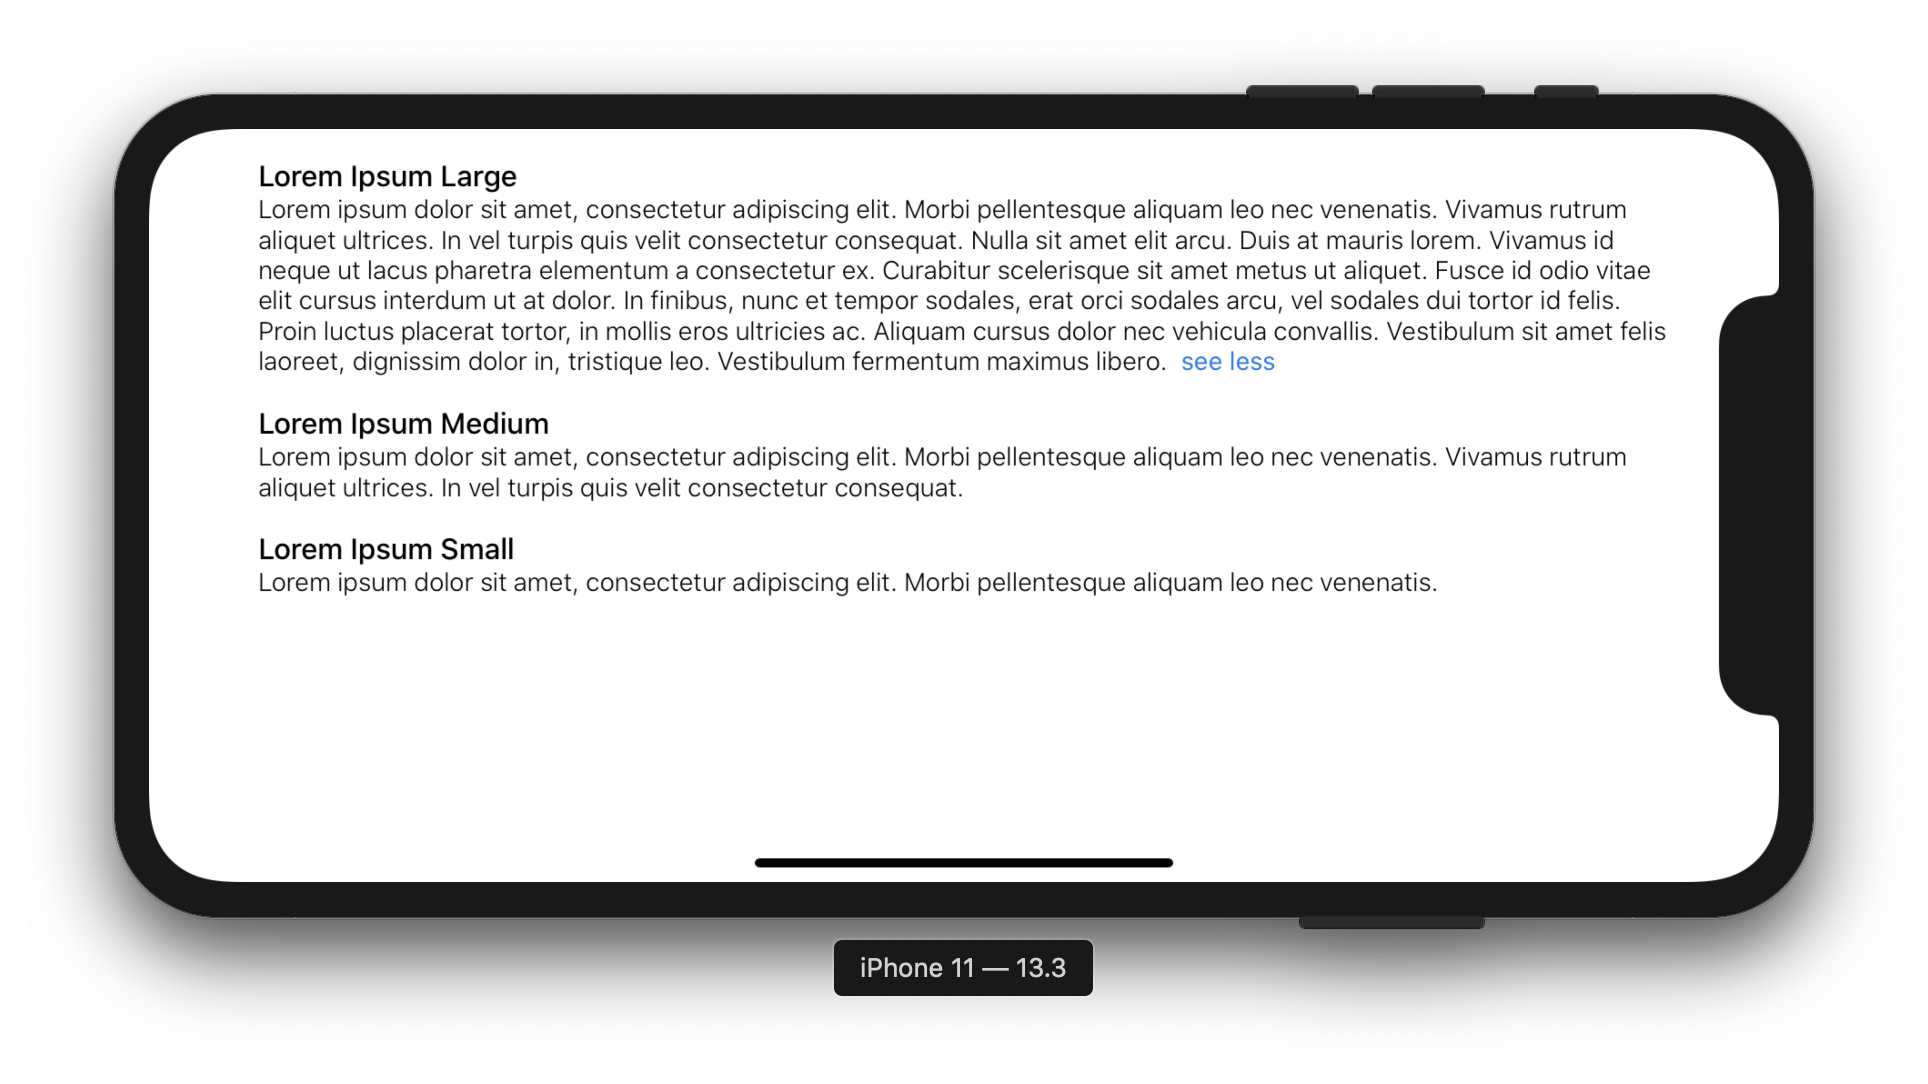 Lorem Ipsum Large
Lorem ipsum dolor sit amet, consectetur adipiscing elit. Morbi pellentesque aliquam leo nec venenatis. Vivamus rutrum
aliquet ultrices. In vel turpis quis velit consectetur consequat. Nulla sit amet elit arcu. Duis at mauris lorem. Vivamus id
neque ut lacus pharetra elementum a consectetur ex. Curabitur scelerisque sit amet metus ut aliquet. Fusce id odio vitae
elit cursus interdum ut at dolor. In finibus, nunc et tempor sodales, erat orci sodales arcu, vel sodales dui tortor id felis.
Proin luctus placerat tortor, in mollis eros ultricies ac. Aliquam cursus dolor nec vehicula convallis. Vestibulum sit amet felis
laoreet, dignissim dolor in, tristique leo. Vestibulum fermentum maximus libero. see less
Lorem Ipsum Medium
Lorem ipsum dolor sit amet, consectetur adipiscing elit. Morbi pellentesque aliquam leo nec venenatis. Vivamus rutrum
aliquet ultrices. In vel turpis quis velit consectetur consequat.
Lorem Ipsum Small
Lorem ipsum dolor sit amet, consectetur adipiscing elit. Morbi pellentesque aliquam leo nec venenatis.
iPhone 11 — 13.3